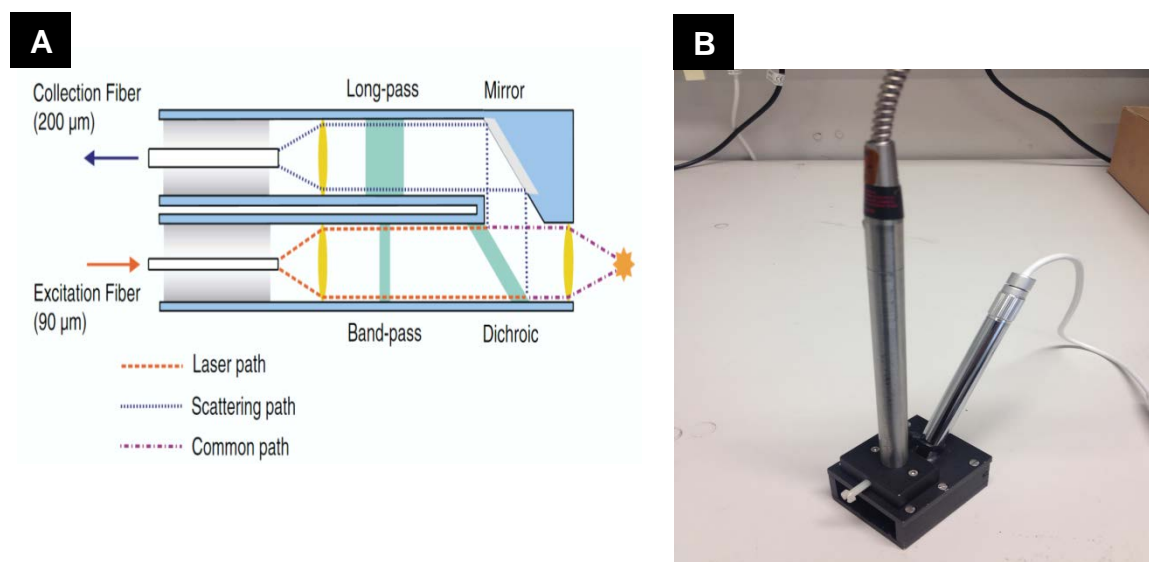 A
B
Collection Fiber
(200 µm)
Long-pass
Mirror
Excitation Fiber
(90 µm)
Band-pass
Dichroic
Laser path
Scattering path
Common path